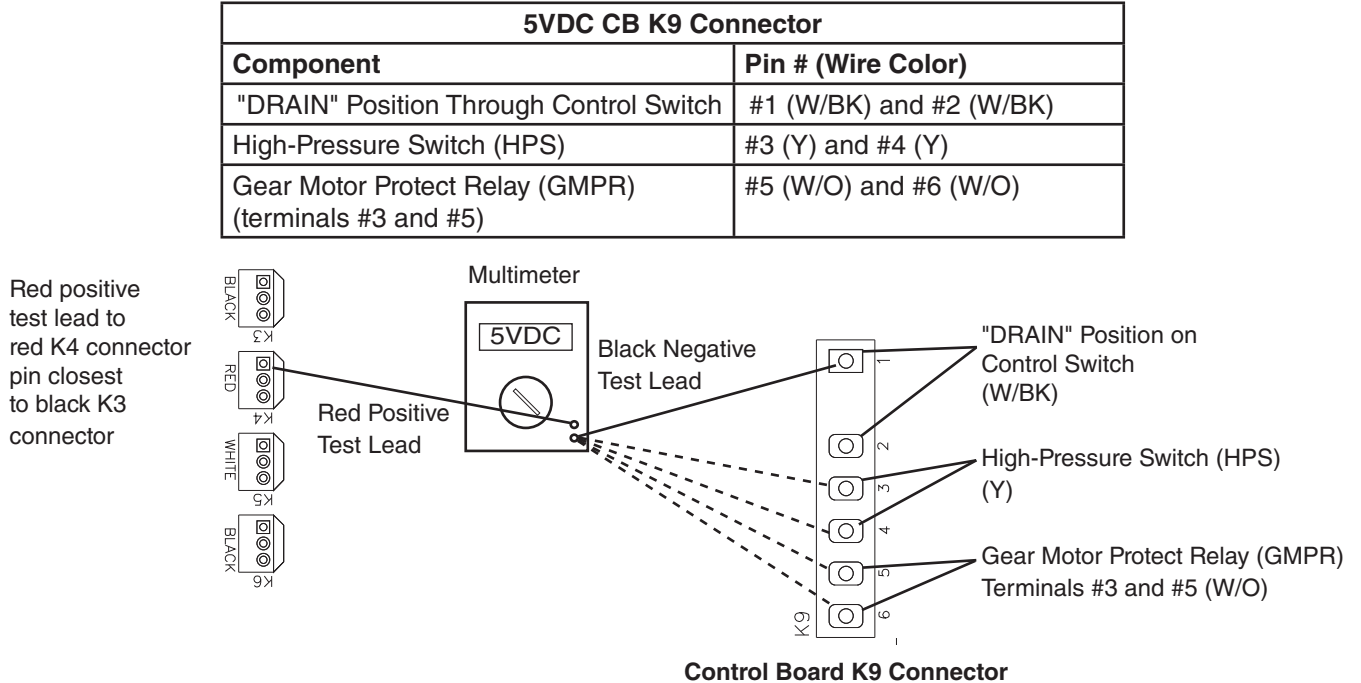 5VDC CB K9 Connector
Component
Pin # (Wire Color)
"DRAIN" Position Through Control Switch
#1 (W/BK) and #2 (W/BK)
High-Pressure Switch (HPS)
#3 (Y) and #4 (Y)
Gear Motor Protect Relay (GMPR)
(terminals #3 and #5)
#5 (W/O) and #6 (W/O)
Red positive
test lead to
red K4 connector
pin closest
to black K3
connector
BLACK
K3
RED
K4
WHITE
K5
BLACK
K6
Multimeter
5VDC
Red Positive
Test Lead
Black Negative
Test Lead
1
2
3
4
5
6
K9
"DRAIN" Position on
Control Switch
(W/BK)
High-Pressure Switch (HPS)
(Y)
Gear Motor Protect Relay (GMPR)
Terminals #3 and #5 (W/O)
Control Board K9 Connector